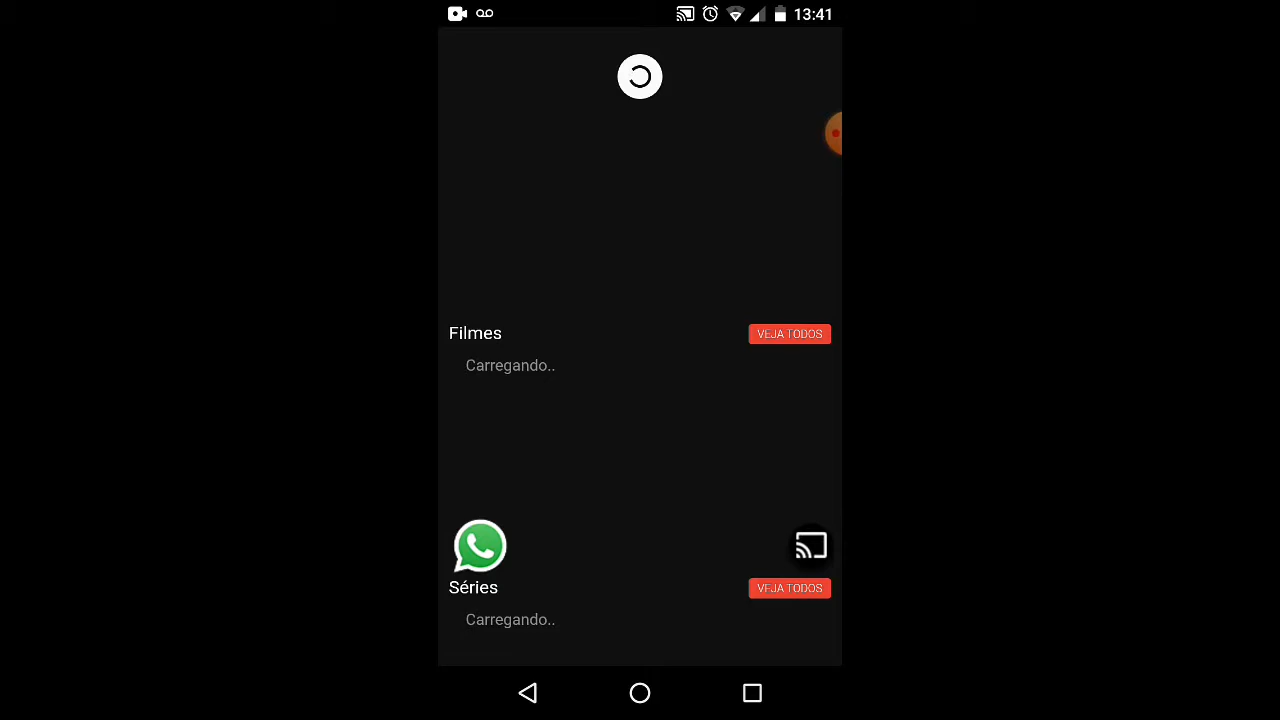 13:41
Filmes
VEJA TODOS
Carregando..
Séries
VEJA TODOS
Carregando..